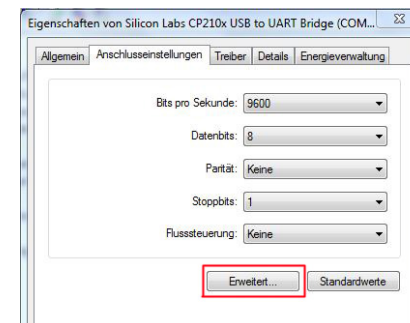 Eigenschaften von Silicon Labs CP210x USB to UART Bridge (COM...
Allgemein Anschlusseinstellungen Treiber Details Energieverwaltung
Bits pro Sekunde: 9600
Datenbits: 8
Parität: Keine
Stoppbits: 1
Flusssteuerung: Keine
Erweitert... Standardwerte